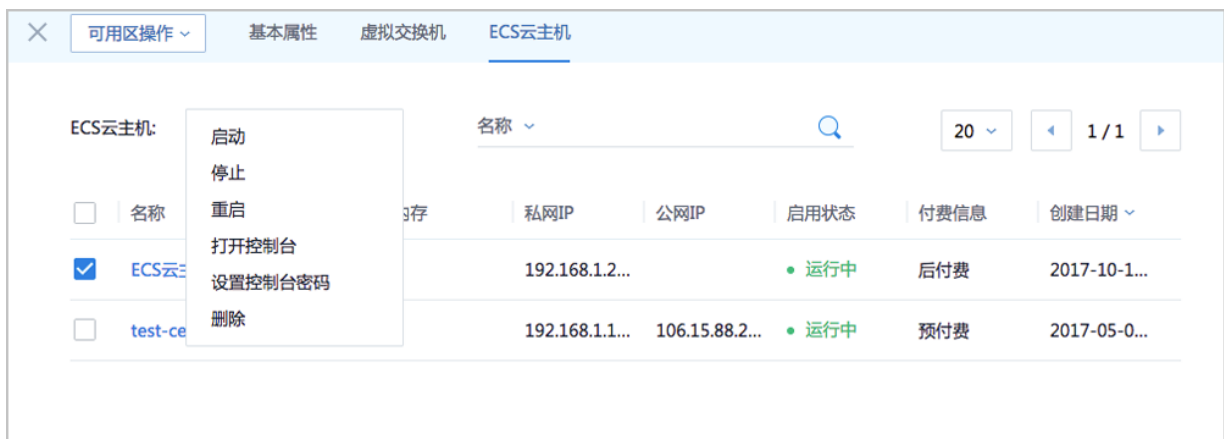 可用区操作 基本属性 虚拟交换机 ECS云主机
ECS云主机: 名称 20 1 / 1
启动
停止
重启
打开控制台
设置控制台密码
删除
名称 内存 私网IP 公网IP 启用状态 付费信息 创建日期
ECS云主 192.168.1.2... 运行中 后付费 2017-10-1...
test-ce 192.168.1.1... 106.15.88.2... 运行中 预付费 2017-05-0...